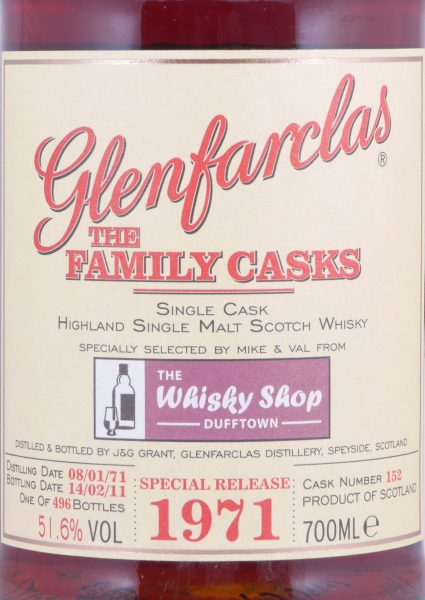 Glenfarclas®
THE
FAMILY CASKS
SINGLE CASK
HIGHLAND SINGLE MALT SCOTCH WHISKY
SPECIALLY SELECTED BY MIKE & VAL FROM
THE
Whisky Shop
DUFFTOWN
DISTILLED & BOTTLED BY J&G GRANT, GLENFARCLAS DISTILLERY, SPEYSIDE, SCOTLAND
DISTILLING DATE 08/01/71
BOTTLING DATE 14/02/11
ONE OF 496 BOTTLES
51.6% VOL
SPECIAL RELEASE
1971
CASK NUMBER 152
PRODUCT OF SCOTLAND
700ML℮